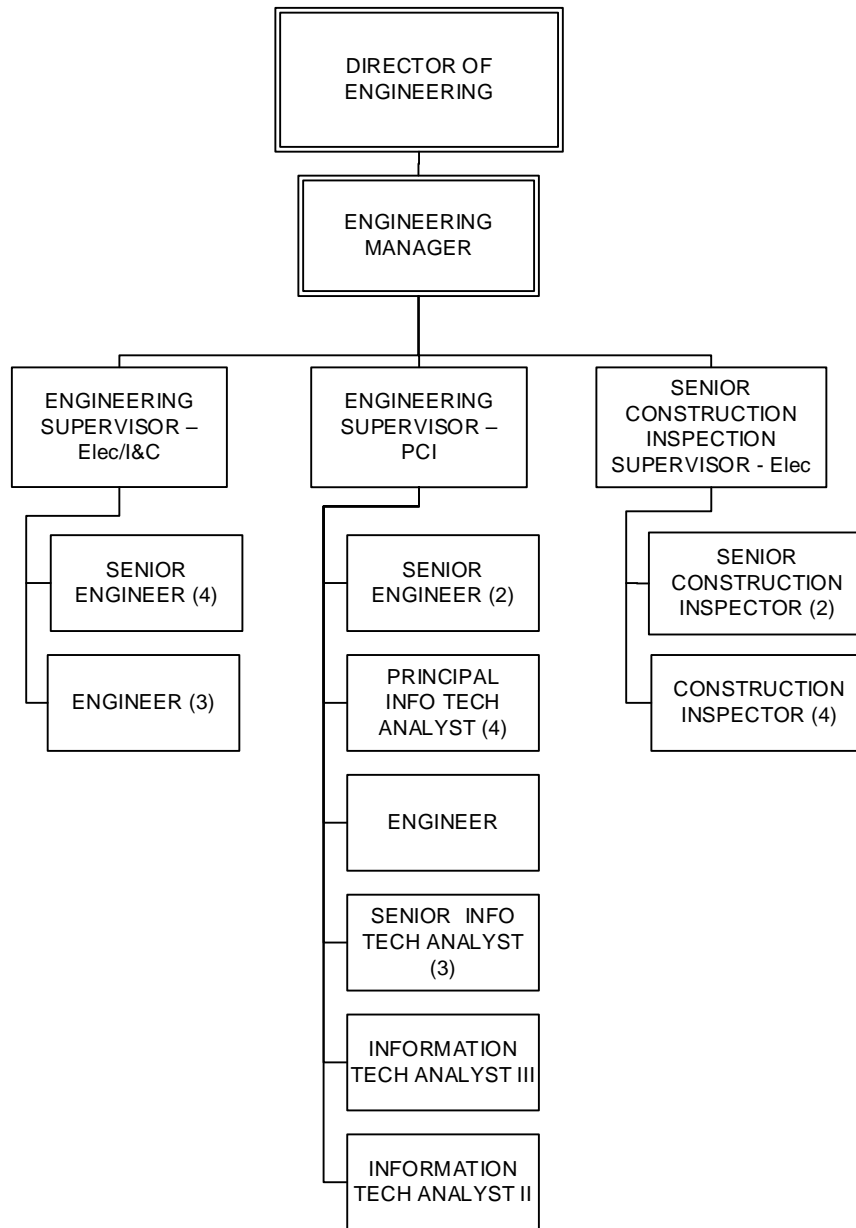 DIRECTOR OF
ENGINEERING
ENGINEERING
MANAGER
ENGINEERING
SUPERVISOR –
Elec/I&C
ENGINEERING
SUPERVISOR –
PCI
SENIOR
CONSTRUCTION
INSPECTION
SUPERVISOR - Elec
SENIOR
ENGINEER (4)
ENGINEER (3)
SENIOR
ENGINEER (2)
PRINCIPAL
INFO TECH
ANALYST (4)
ENGINEER
SENIOR INFO
TECH ANALYST
(3)
INFORMATION
TECH ANALYST III
INFORMATION
TECH ANALYST II
SENIOR
CONSTRUCTION
INSPECTOR (2)
CONSTRUCTION
INSPECTOR (4)